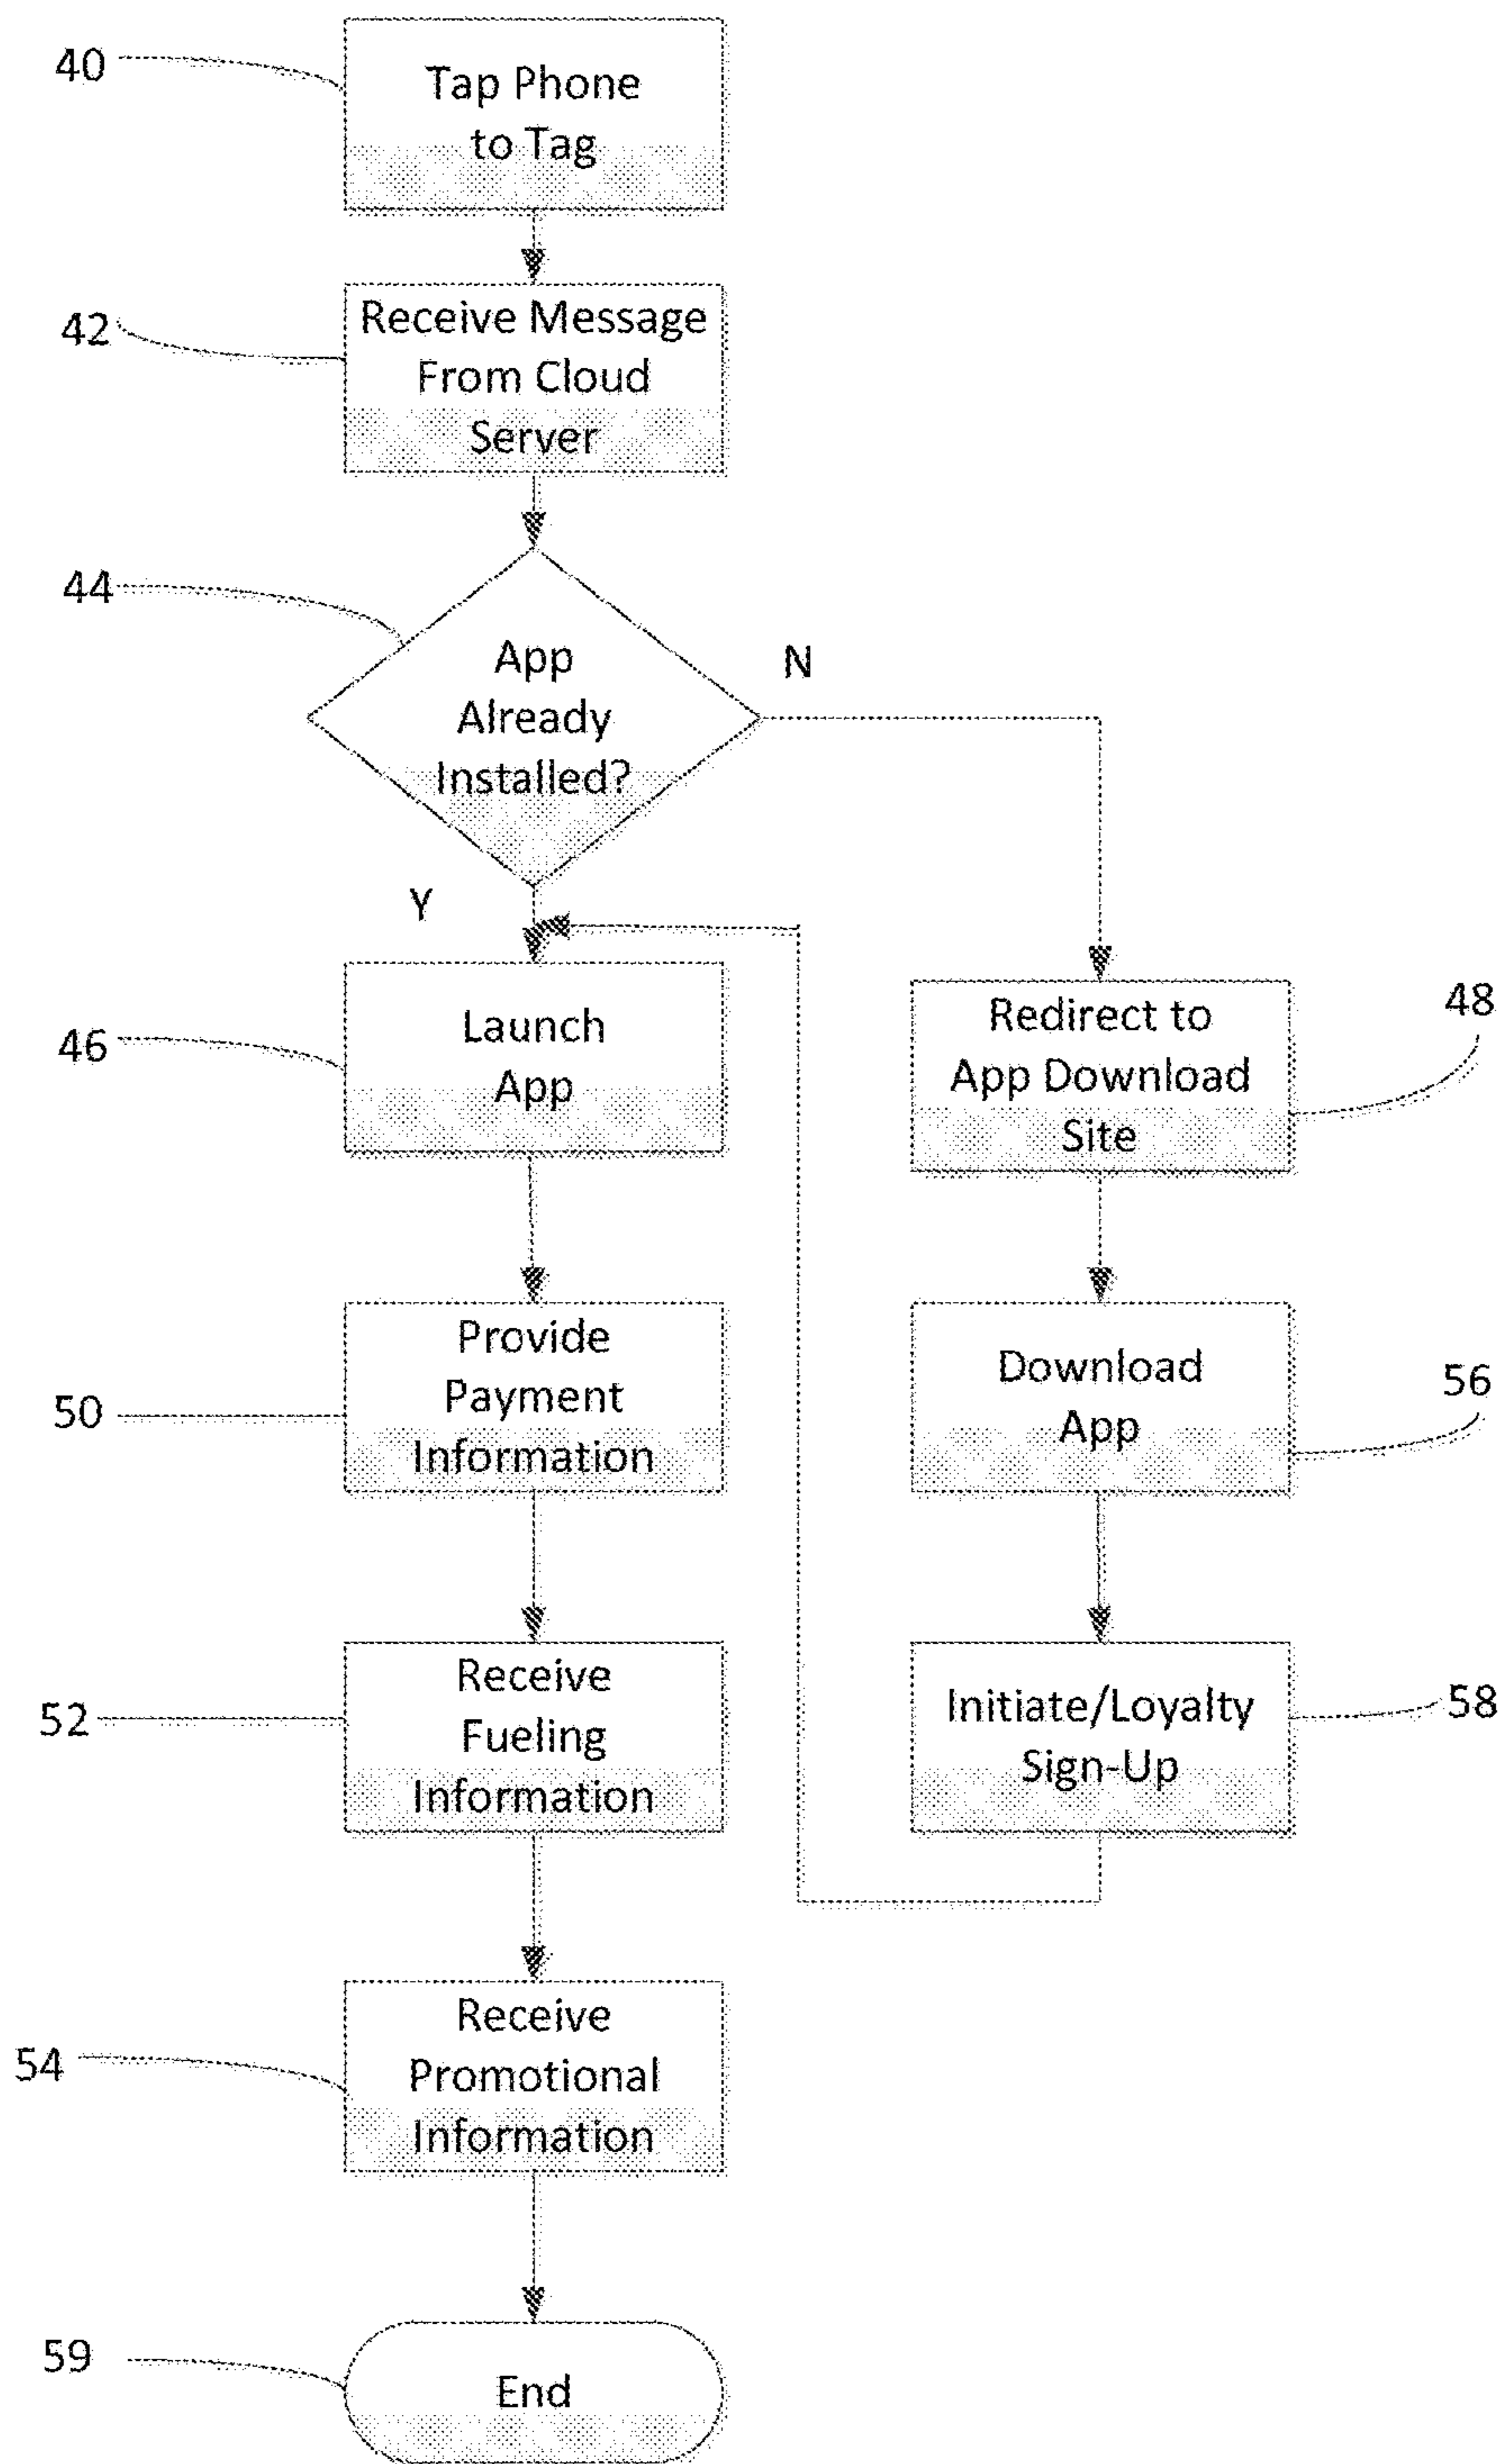 40
Tap Phone
to Tag
42
Receive Message
From Cloud
Server
44
App
Already
Installed?
N
Y
46
Launch
App
48
Redirect to
App Download
Site
50
Provide
Payment
Information
56
Download
App
52
Receive
Fueling
Information
58
Initiate/Loyalty
Sign-Up
54
Receive
Promotional
Information
59
End